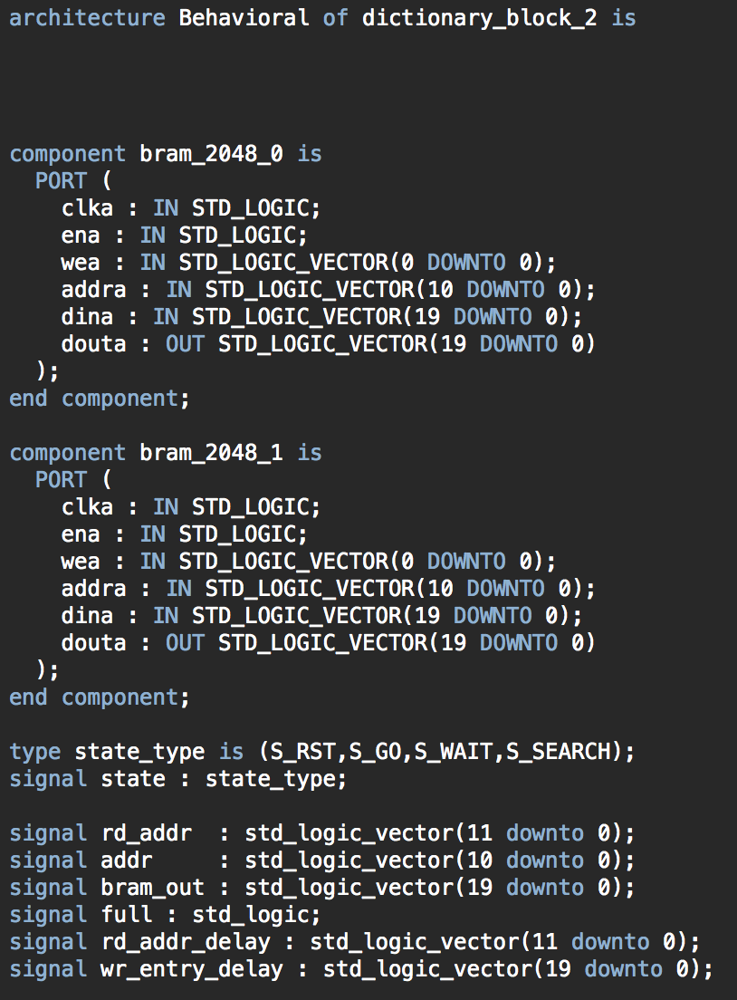 architecture Behavioral of dictionary_block_2 is
component bram_2048_0 is
  PORT (
    clka : IN STD_LOGIC;
    ena : IN STD_LOGIC;
    wea : IN STD_LOGIC_VECTOR(0 DOWNTO 0);
    addra : IN STD_LOGIC_VECTOR(10 DOWNTO 0);
    dina : IN STD_LOGIC_VECTOR(19 DOWNTO 0);
    douta : OUT STD_LOGIC_VECTOR(19 DOWNTO 0)
  );
end component;
component bram_2048_1 is
  PORT (
    clka : IN STD_LOGIC;
    ena : IN STD_LOGIC;
    wea : IN STD_LOGIC_VECTOR(0 DOWNTO 0);
    addra : IN STD_LOGIC_VECTOR(10 DOWNTO 0);
    dina : IN STD_LOGIC_VECTOR(19 DOWNTO 0);
    douta : OUT STD_LOGIC_VECTOR(19 DOWNTO 0)
  );
end component;
type state_type is (S_RST,S_GO,S_WAIT,S_SEARCH);
signal state : state_type;
signal rd_addr  : std_logic_vector(11 downto 0);
signal addr     : std_logic_vector(10 downto 0);
signal bram_out : std_logic_vector(19 downto 0);
signal full : std_logic;
signal rd_addr_delay : std_logic_vector(11 downto 0);
signal wr_entry_delay : std_logic_vector(19 downto 0);